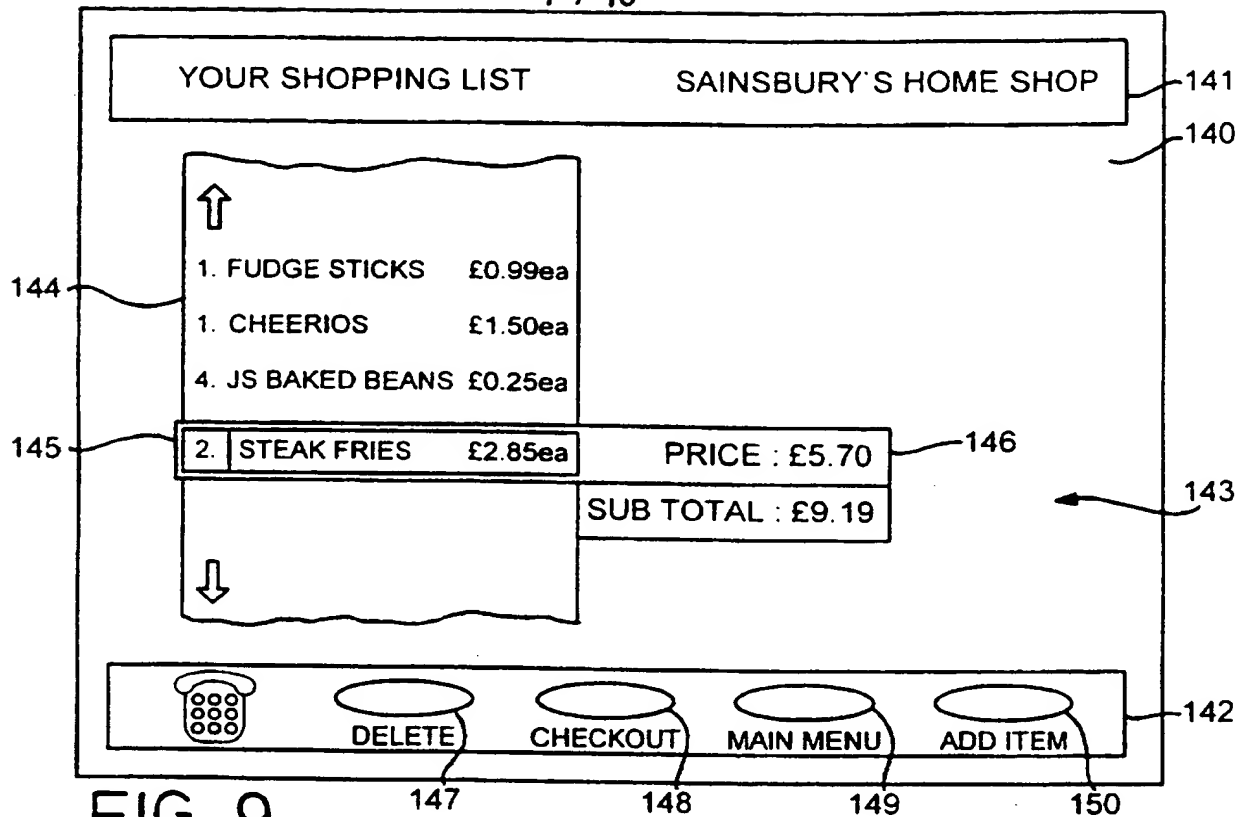 YOUR SHOPPING LIST SAINSBURY'S HOME SHOP
141
140
1. FUDGE STICKS £0.99ea
144
1. CHEERIOS £1.50ea
4. JS BAKED BEANS £0.25ea
145
2. STEAK FRIES £2.85ea PRICE : £5.70
146
143
SUB TOTAL : £9.19
142
DELETE CHECKOUT MAIN MENU ADD ITEM
147 148 149 150
FIG. 9